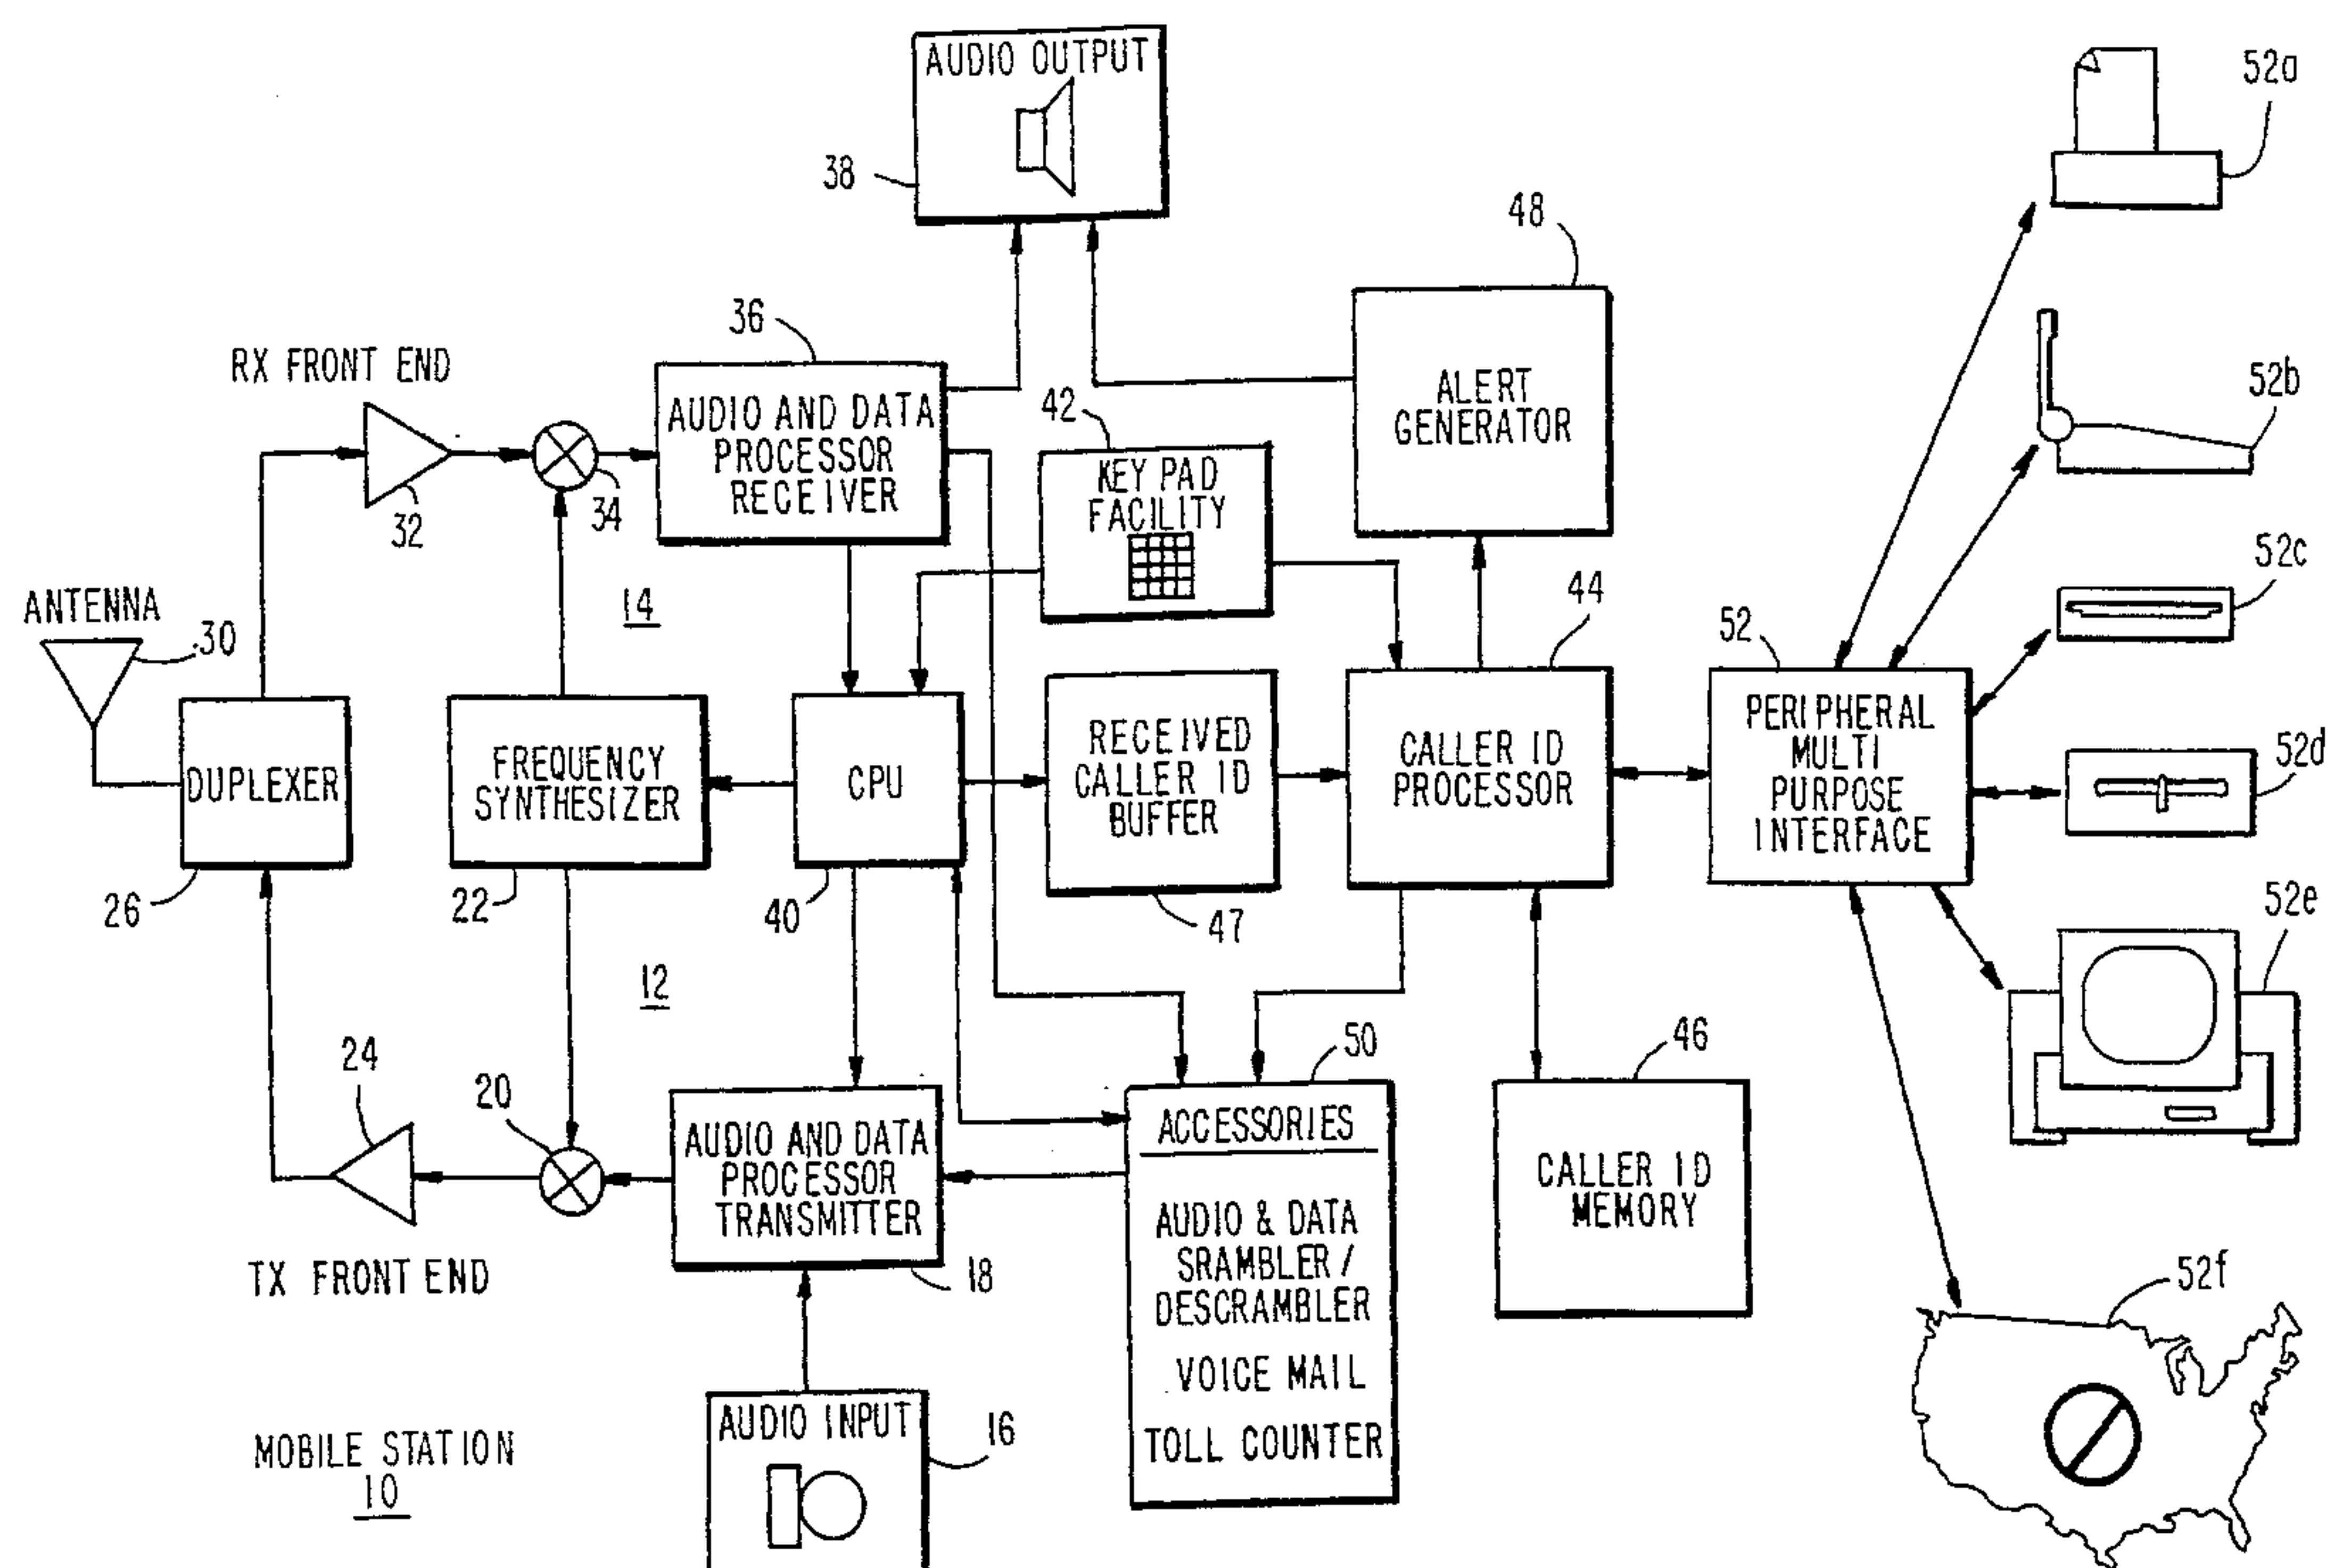 AUDIO OUTPUT
38
52a
48
36
RX FRONT END
32
34
AUDIO AND DATA
PROCESSOR
RECEIVER
42
KEY PAD
FACILITY
ALERT
GENERATOR
52b
52c
ANTENNA
30
14
44
52
DUPLEXER
26
FREQUENCY
SYNTHESIZER
22
CPU
40
RECEIVED
CALLER ID
BUFFER
47
CALLER ID
PROCESSOR
PERIPHERAL
MULTI
PURPOSE
INTERFACE
52d
52e
12
24
20
50
46
AUDIO AND DATA
PROCESSOR
TRANSMITTER
18
ACCESSORIES
AUDIO & DATA
SRAMBLER /
DESCRAMBLER
VOICE MAIL
TOLL COUNTER
CALLER ID
MEMORY
TX FRONT END
52f
AUDIO INPUT
16
MOBILE STATION
10